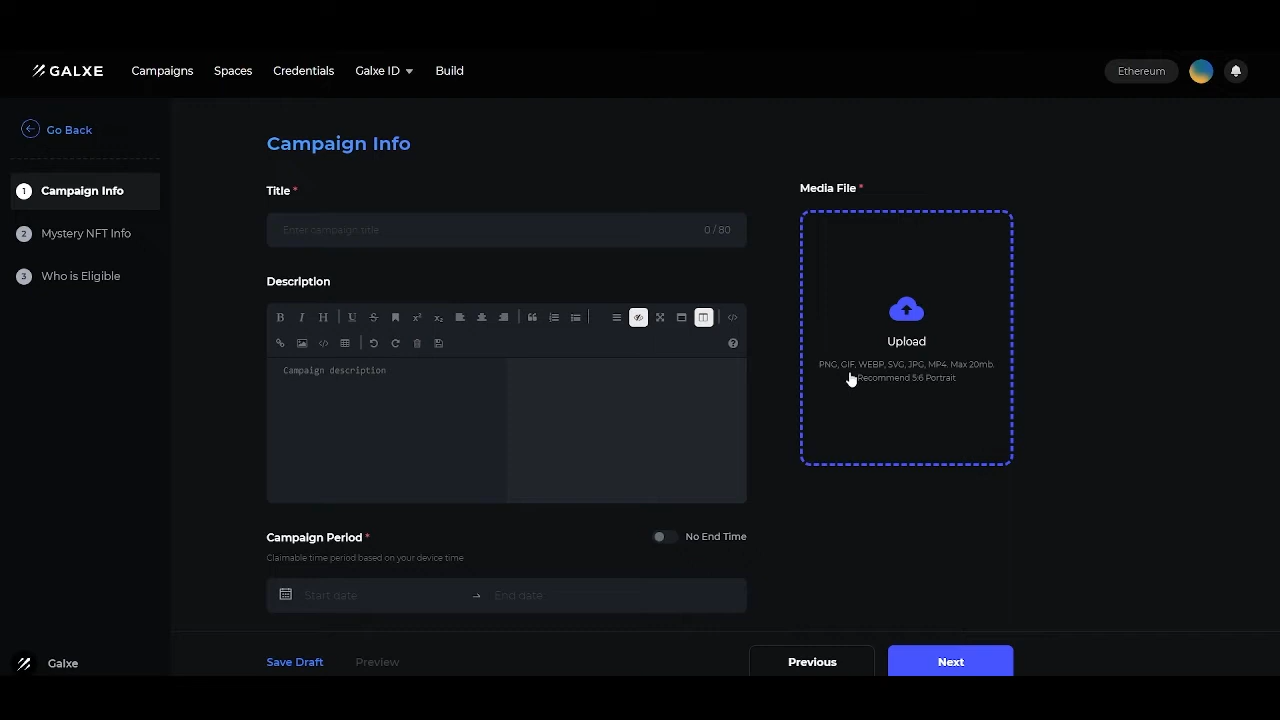 GALXE
Campaigns
Spaces
Credentials
Galxe ID
Build
Ethereum
Go Back
1 Campaign Info
2 Mystery NFT Info
3 Who is Eligible
Galxe
Campaign Info
Title *
Enter campaign title
0 / 80
Description
B I H U S x² x₂
Campaign description
Campaign Period *
No End Time
Claimable time period based on your device time
Start date → End date
Media File *
Upload
PNG, GIF, WEBP, SVG, JPG, MP4. Max 20mb.
Recommend 5:6 Portrait
Save Draft
Preview
Previous
Next